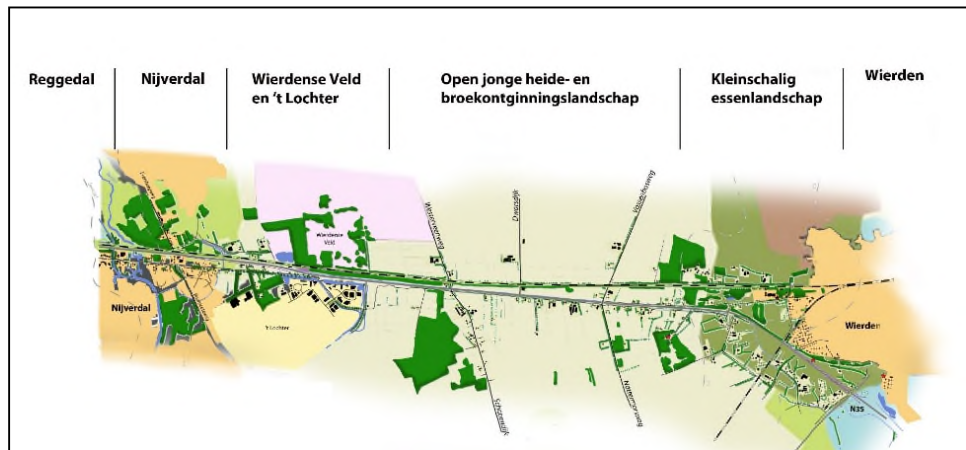 Reggedal
Nijverdal
Wierdense Veld
en ‘t Lochter
Open jonge heide- en
broekontginningslandschap
Kleinschalig
essenlandschap
Wierden
Dwarsdijk
Wierdense
Veld
Nijverdal
't Lochter
Wierden
N35